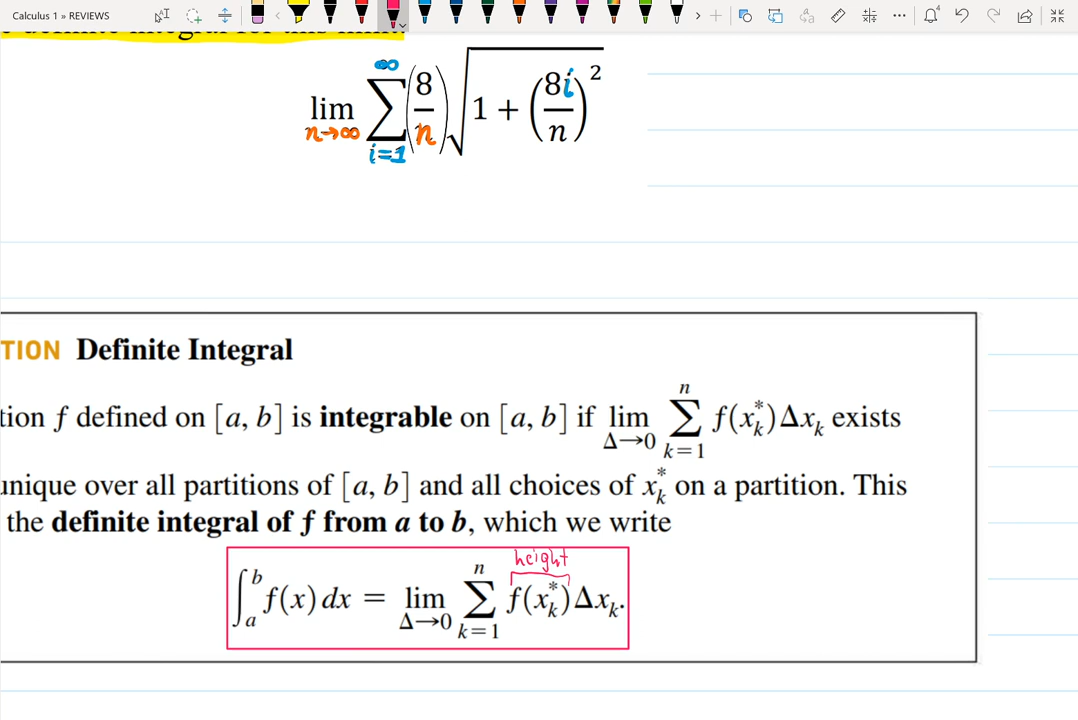 Calculus 1 » REVIEWS
lim n→∞ ∞ ∑ i=1 (8/n) √(1 + (8i/n)²)
TION Definite Integral
tion f defined on [a, b] is integrable on [a, b] if lim Δ→0 n ∑ k=1 f(x*ₖ)Δxₖ exists
unique over all partitions of [a, b] and all choices of x*ₖ on a partition. This
the definite integral of f from a to b, which we write
height
∫ₐᵇ f(x) dx = lim Δ→0 n ∑ k=1 f(x*ₖ)Δxₖ.